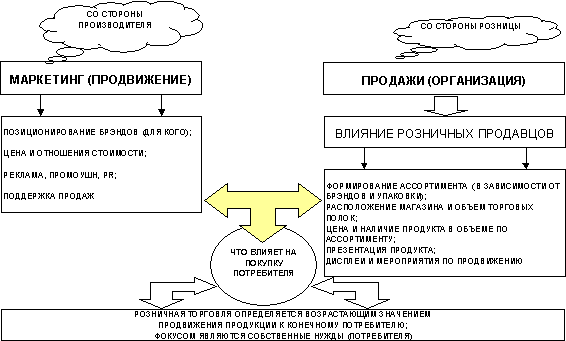 СО СТОРОНЫ
ПРОИЗВОДИТЕЛЯ
СО СТОРОНЫ РОЗНИЦЫ
МАРКЕТИНГ (ПРОДВИЖЕНИЕ)
ПРОДАЖИ (ОРГАНИЗАЦИЯ)
ПОЗИЦИОНИРОВАНИЕ БРЭНДОВ (ДЛЯ КОГО);
ЦЕНА И ОТНОШЕНИЯ СТОИМОСТИ;
РЕКЛАМА, ПРОМОУШН, PR;
ПОДДЕРЖКА ПРОДАЖ
ВЛИЯНИЕ РОЗНИЧНЫХ ПРОДАВЦОВ
ФОРМИРОВАНИЕ АССОРТИМЕНТА (В ЗАВИСИМОСТИ ОТ
БРЭНДОВ И УПАКОВКИ);
РАСПОЛОЖЕНИЕ МАГАЗИНА И ОБЪЕМ ТОРГОВЫХ
ПОЛОК;
ЦЕНА И НАЛИЧИЕ ПРОДУКТА В ОБЪЕМЕ ПО
АССОРТИМЕНТУ;
ПРЕЗЕНТАЦИЯ ПРОДУКТА;
ДИСПЛЕИ И МЕРОПРИЯТИЯ ПО ПРОДВИЖЕНИЮ
ЧТО ВЛИЯЕТ НА
ПОКУПКУ
ПОТРЕБИТЕЛЯ
РОЗНИЧНАЯ ТОРГОВЛЯ ОПРЕДЕЛЯЕТСЯ ВОЗРАСТАЮЩИМ ЗНАЧЕНИЕМ
ПРОДВИЖЕНИЯ ПРОДУКЦИИ К КОНЕЧНОМУ ПОТРЕБИТЕЛЮ;
ФОКУСОМ ЯВЛЯЮТСЯ СОБСТВЕННЫЕ НУЖДЫ (ПОТРЕБИТЕЛЯ)